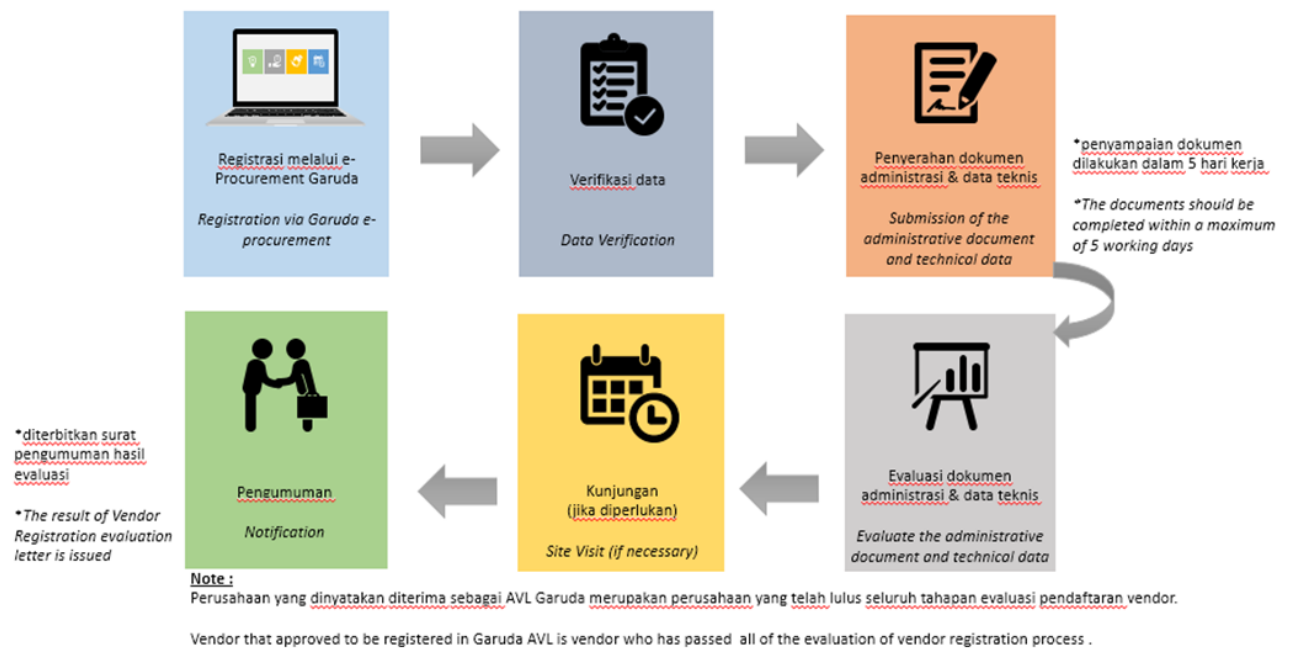 Registrasi melalui e-
Procurement Garuda
Registration via Garuda e-
procurement
Verifikasi data
Data Verification
Penyerahan dokumen
administrasi & data teknis
Submission of the
administrative document
and technical data
*penyampaian dokumen
dilakukan dalam 5 hari kerja
*The documents should be
completed within a maximum
of 5 working days
Evaluasi dokumen
administrasi & data teknis
Evaluate the administrative
document and technical data
Kunjungan
(jika diperlukan)
Site Visit (if necessary)
Pengumuman
Notification
*diterbitkan surat
pengumuman hasil
evaluasi
*The result of Vendor
Registration evaluation
letter is issued
Note :
Perusahaan yang dinyatakan diterima sebagai AVL Garuda merupakan perusahaan yang telah lulus seluruh tahapan evaluasi pendaftaran vendor.
Vendor that approved to be registered in Garuda AVL is vendor who has passed all of the evaluation of vendor registration process .